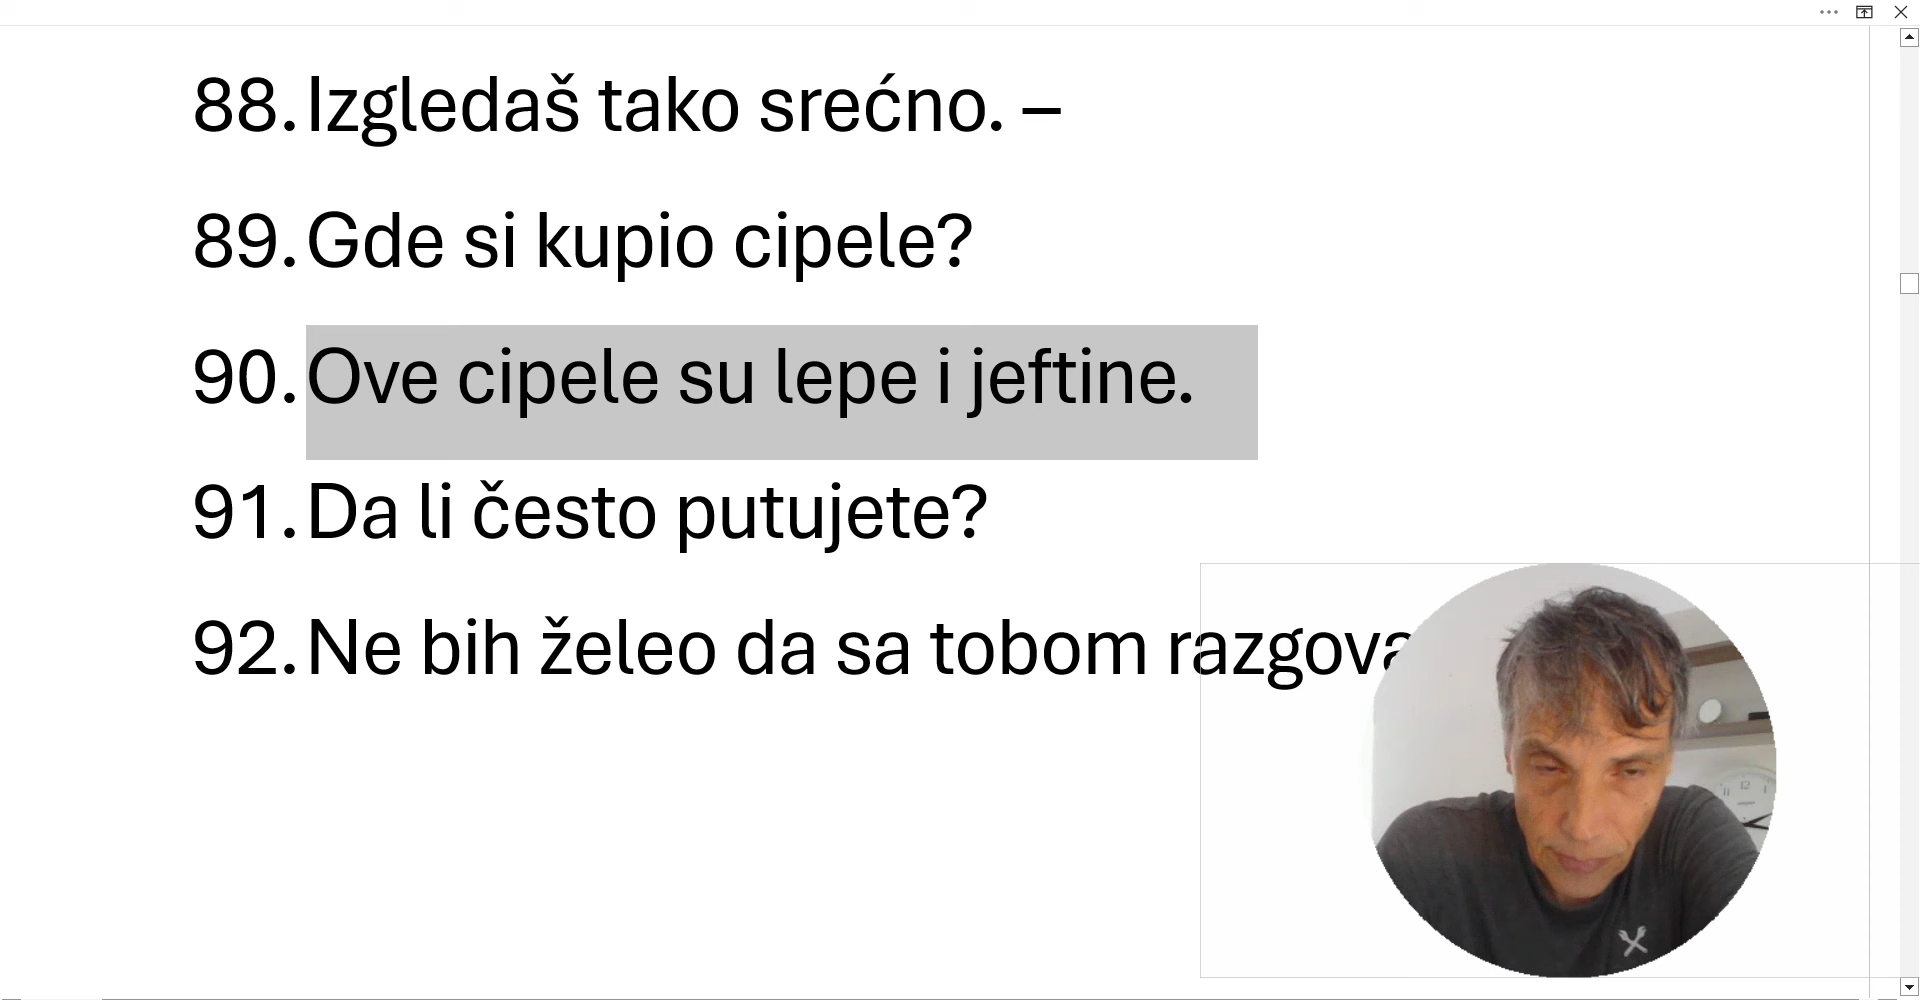 88. Izgledaš tako srećno. –
89. Gde si kupio cipele?
90. Ove cipele su lepe i jeftine.
91. Da li često putujete?
92. Ne bih želeo da sa tobom